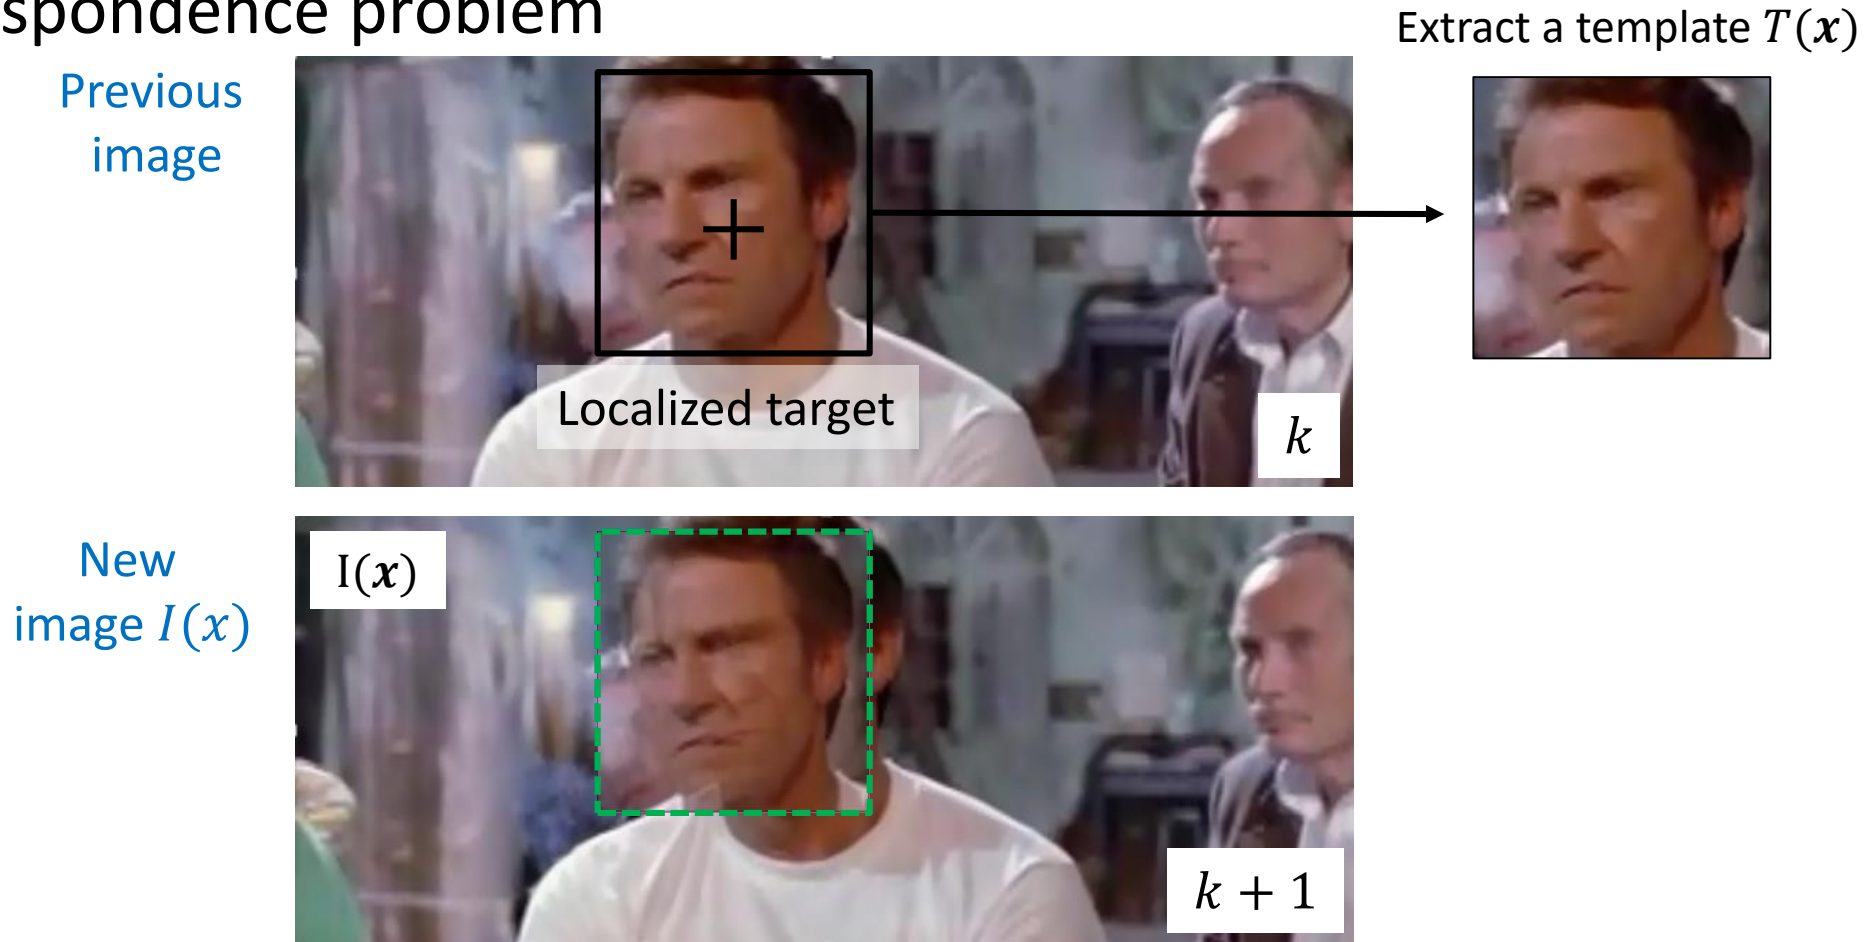 spondence problem
Extract a template T(x)
Previous
image
Localized target
k
New
image I(x)
I(x)
k + 1